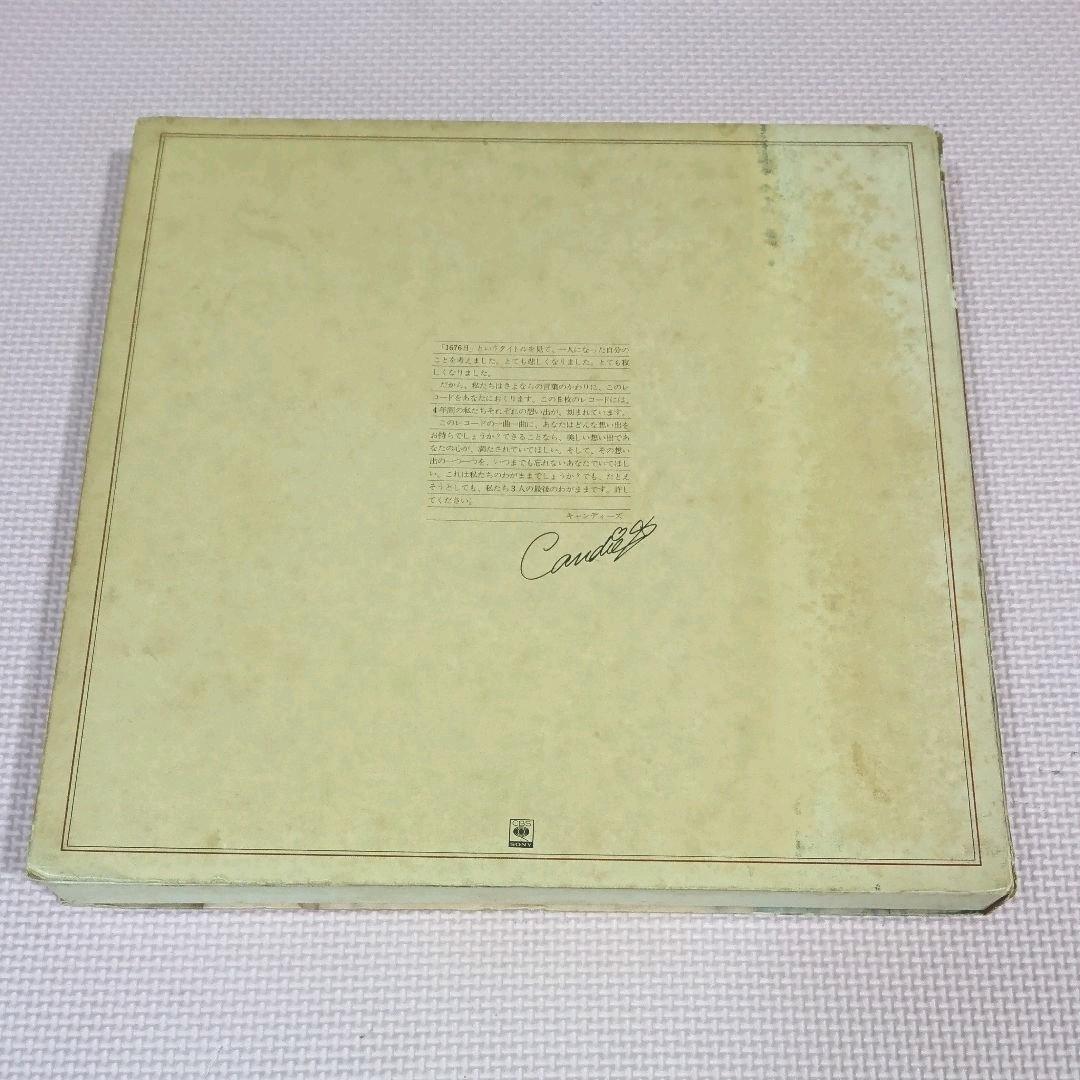 「1676日」というタイトルを見て、一人になった自分の
ことを考えました。とても悲しくなりました。とても寂
しくなりました。
だから、私たちはさよならの言葉のかわりに、このレ
コードをあなたにおくります。この5枚のレコードには、
4年間の私たちそれぞれの想い出が、刻まれています。
このレコードの一曲一曲に、あなたはどんな想い出を
お持ちでしょうか？できることなら、美しい想い出であ
なたの心が、満たされていてほしい。そして、その想い
出の一つ一つを、いつまでも忘れないあなたでいてほし
い。これは私たちのわがままでしょうか？でも、たとえ
そうとしても、私たち3人の最後のわがままです。許し
てください。
キャンディーズ
Candies
CBS
SONY